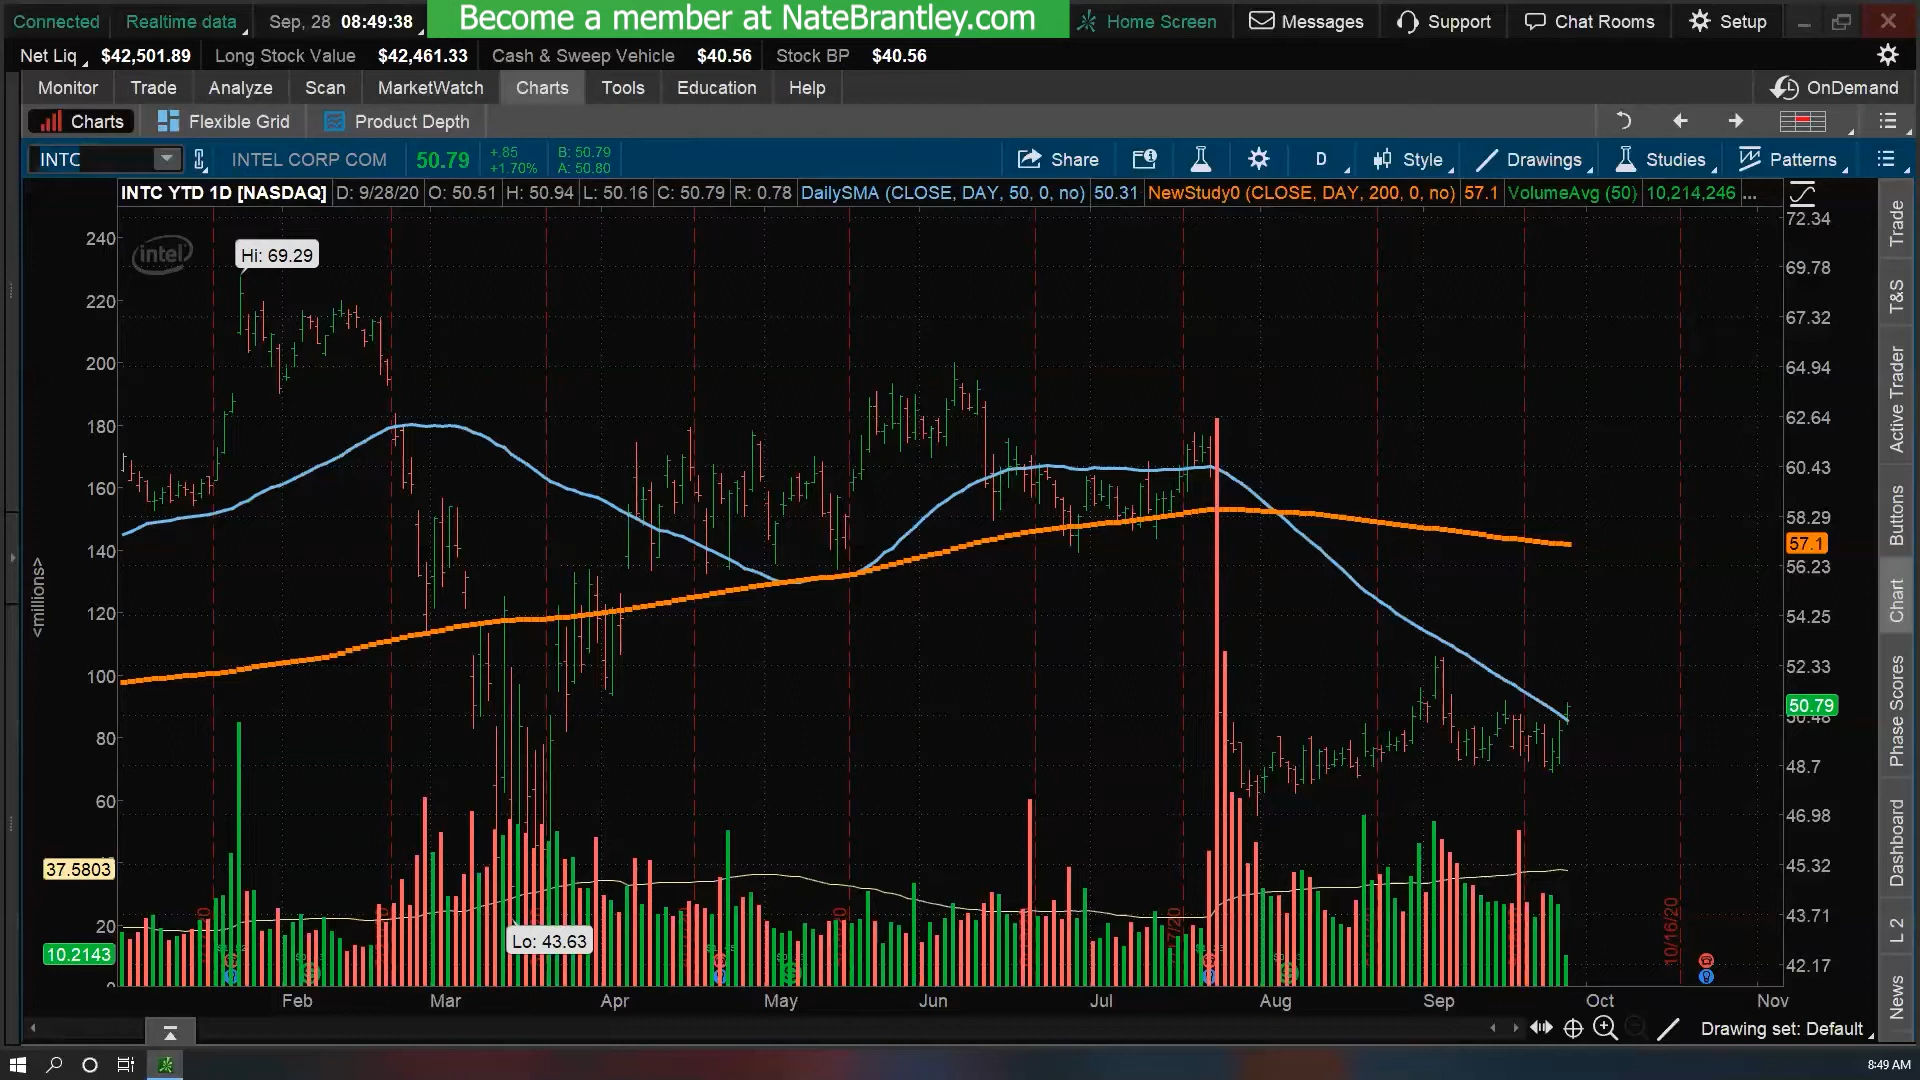 Connected Realtime data Sep, 28 08:49:38 Become a member at NateBrantley.com Home Screen Messages Support Chat Rooms Setup
Net Liq $42,501.89 Long Stock Value $42,461.33 Cash & Sweep Vehicle $40.56 Stock BP $40.56
Monitor Trade Analyze Scan MarketWatch Charts Tools Education Help OnDemand
Charts Flexible Grid Product Depth
INTC INTEL CORP COM 50.79 +.85 +1.70% B: 50.79 A: 50.80 Share D Style Drawings Studies Patterns
INTC YTD 1D [NASDAQ] D: 9/28/20 O: 50.51 H: 50.94 L: 50.16 C: 50.79 R: 0.78 DailySMA (CLOSE, DAY, 50, 0, no) 50.31 NewStudy0 (CLOSE, DAY, 200, 0, no) 57.1 VolumeAvg (50) 10,214,246 ...
intel
Hi: 69.29
Lo: 43.63
<millions>
240
220
200
180
160
140
120
100
80
60
37.5803
20
10.2143
0
72.34
69.78
67.32
64.94
62.64
60.43
58.29
57.1
56.23
54.25
52.33
50.79
50.48
48.7
46.98
45.32
43.71
42.17
10/16/20
Feb Mar Apr May Jun Jul Aug Sep Oct Nov
Trade
T&S
Active Trader
Buttons
Chart
Phase Scores
Dashboard
L 2
News
Drawing set: Default
8:49 AM